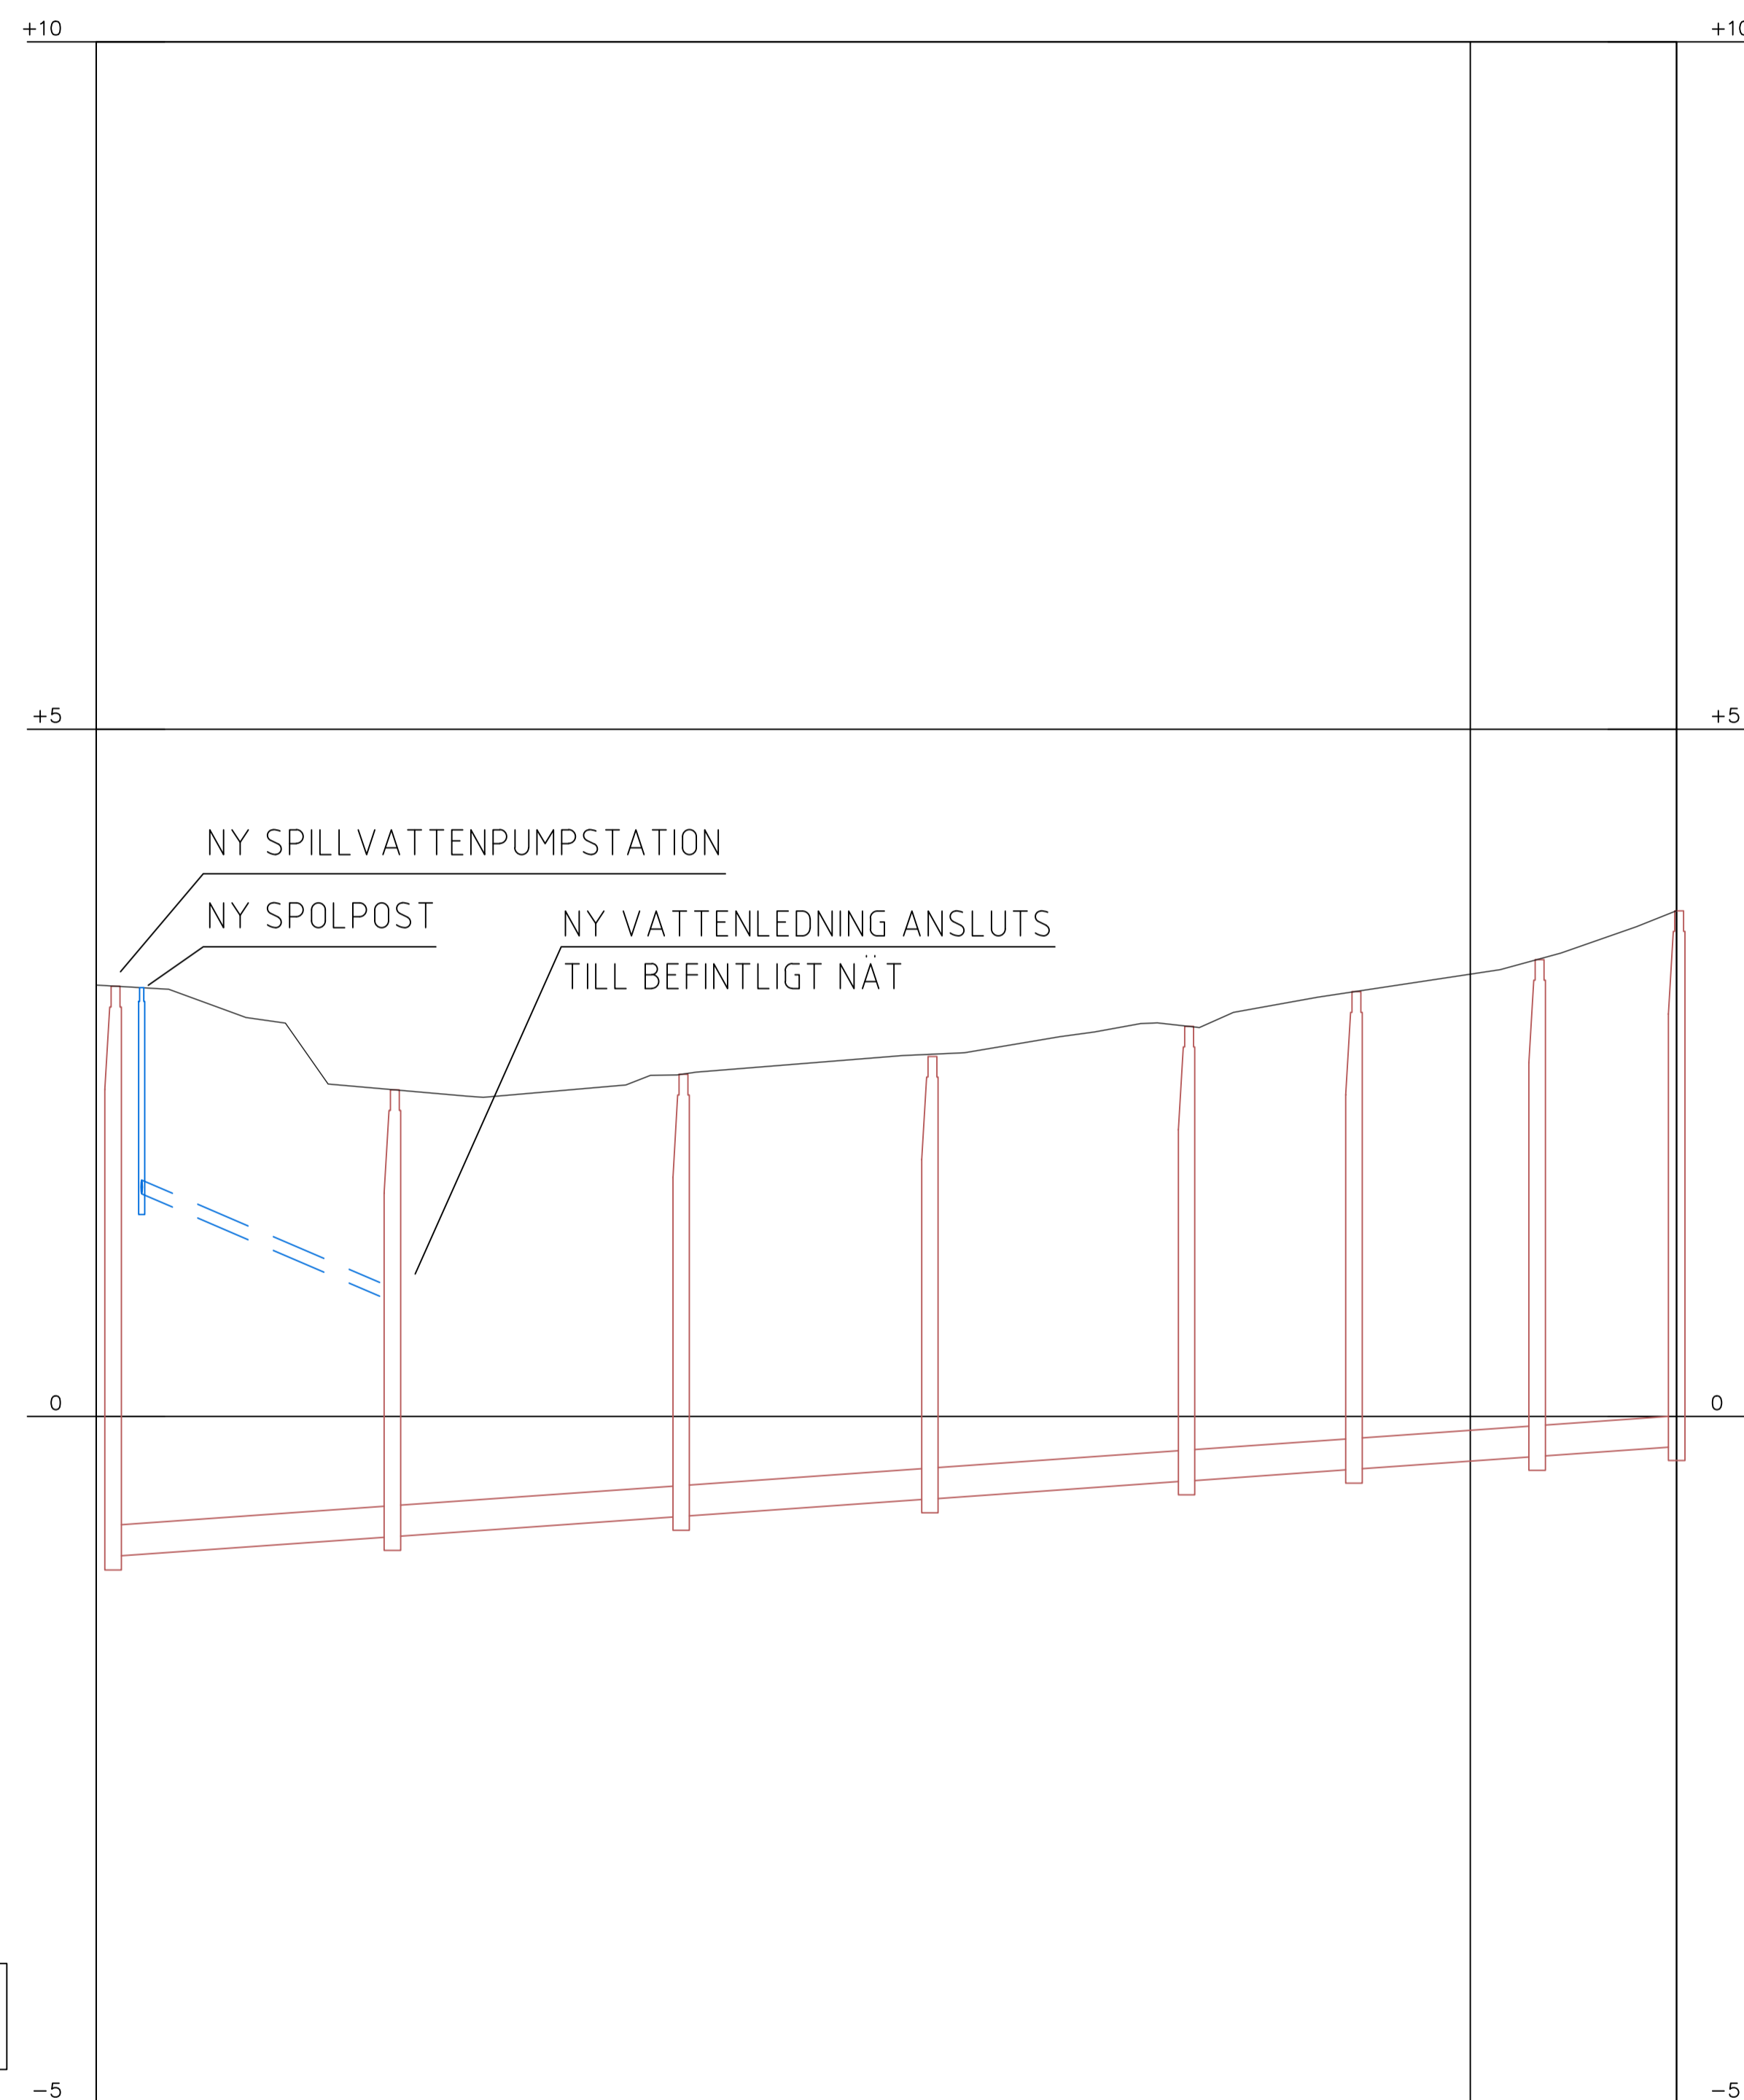 +10 +10
+5 +5
NY SPILLVATTENPUMPSTATION
NY SPOLPOST
NY VATTENLEDNING ANSLUTS
TILL BEFINTLIGT NÄT
0 0
-5 -5